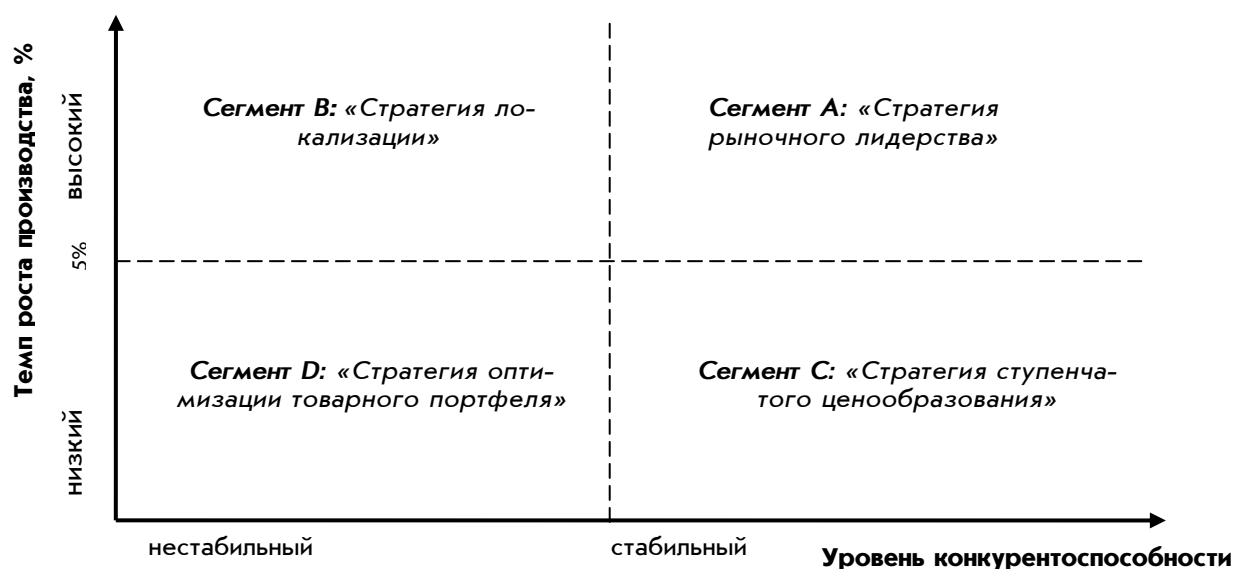 Темп роста производства, %
высокий
5%
низкий
Сегмент B: «Стратегия ло-
кализации»
Сегмент A: «Стратегия
рыночного лидерства»
Сегмент D: «Стратегия опти-
мизации товарного портфеля»
Сегмент C: «Стратегия ступенча-
того ценообразования»
нестабильный
стабильный
Уровень конкурентоспособности